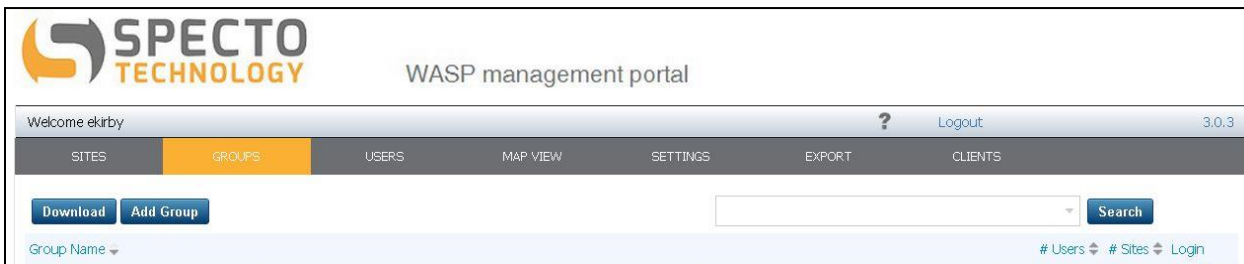 SPECTO
TECHNOLOGY
WASP management portal
Welcome ekirby ? Logout 3.0.3
SITES GROUPS USERS MAP VIEW SETTINGS EXPORT CLIENTS
Download Add Group Search
Group Name # Users # Sites Login